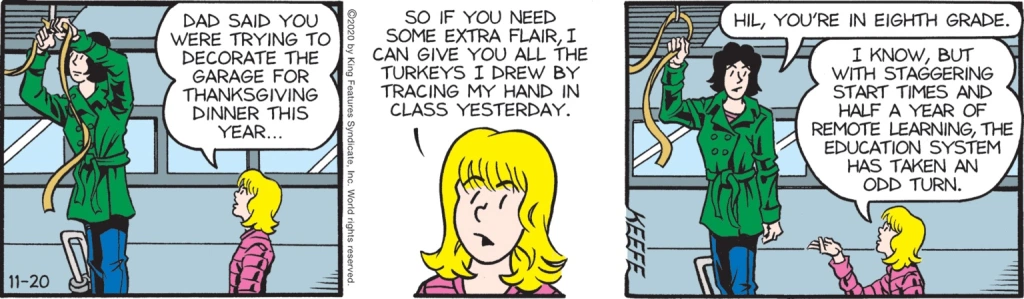 DAD SAID YOU
WERE TRYING TO
DECORATE THE
GARAGE FOR
THANKSGIVING
DINNER THIS
YEAR...
11-20
©2020 by King Features Syndicate, Inc. World rights reserved.
SO IF YOU NEED
SOME EXTRA FLAIR, I
CAN GIVE YOU ALL THE
TURKEYS I DREW BY
TRACING MY HAND IN
CLASS YESTERDAY.
HIL, YOU'RE IN EIGHTH GRADE.
I KNOW, BUT
WITH STAGGERING
START TIMES AND
HALF A YEAR OF
REMOTE LEARNING, THE
EDUCATION SYSTEM
HAS TAKEN AN
ODD TURN.
KEEFE